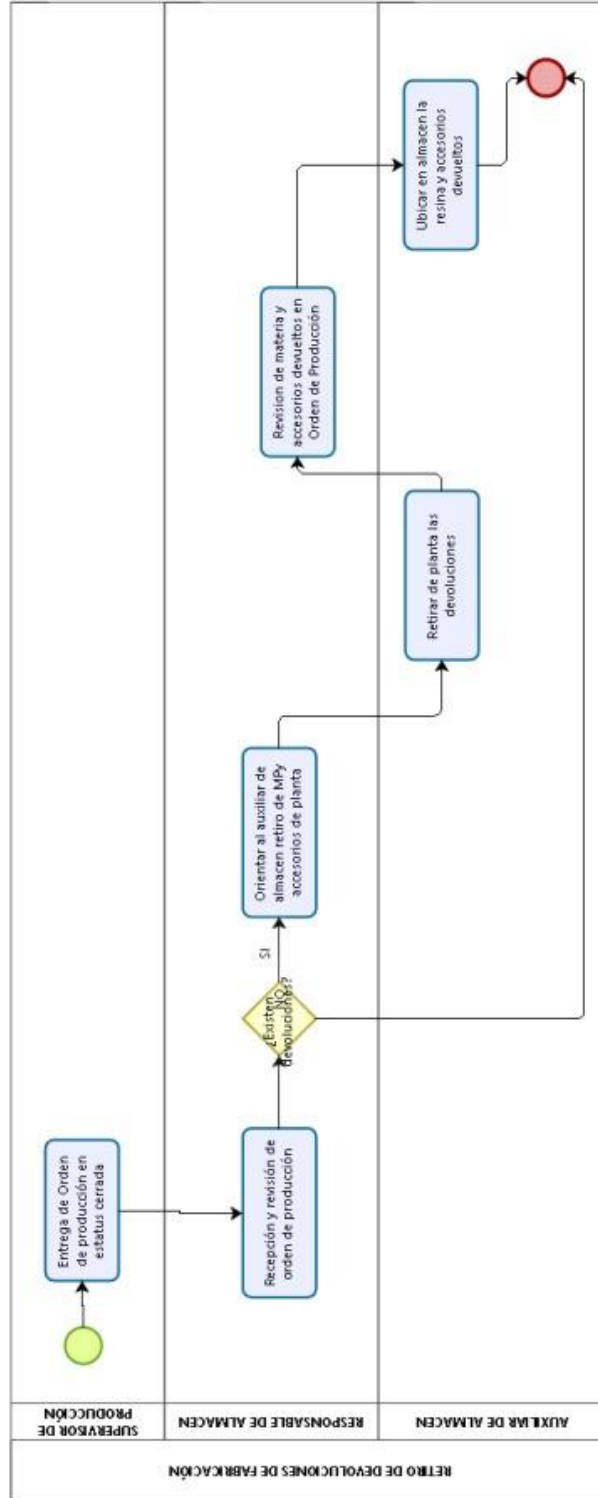 RETIRO DE DEVOLUCIONES DE FABRICACIÓN
SUPERVISOR DE
PRODUCCIÓN
Entrega de Orden
de producción en
estatus cerrada
RESPONSABLE DE ALMACEN
Recepción y revisión de
orden de producción
¿Existen
devoluciones?
NO
SI
Orientar al auxiliar de
almacen retiro de MPy
accesorios de planta
Revision de materia y
accesorios devueltos en
Orden de Producción
AUXILIAR DE ALMACEN
Retirar de planta las
devoluciones
Ubicar en almacen la
resina y accesorios
devueltos